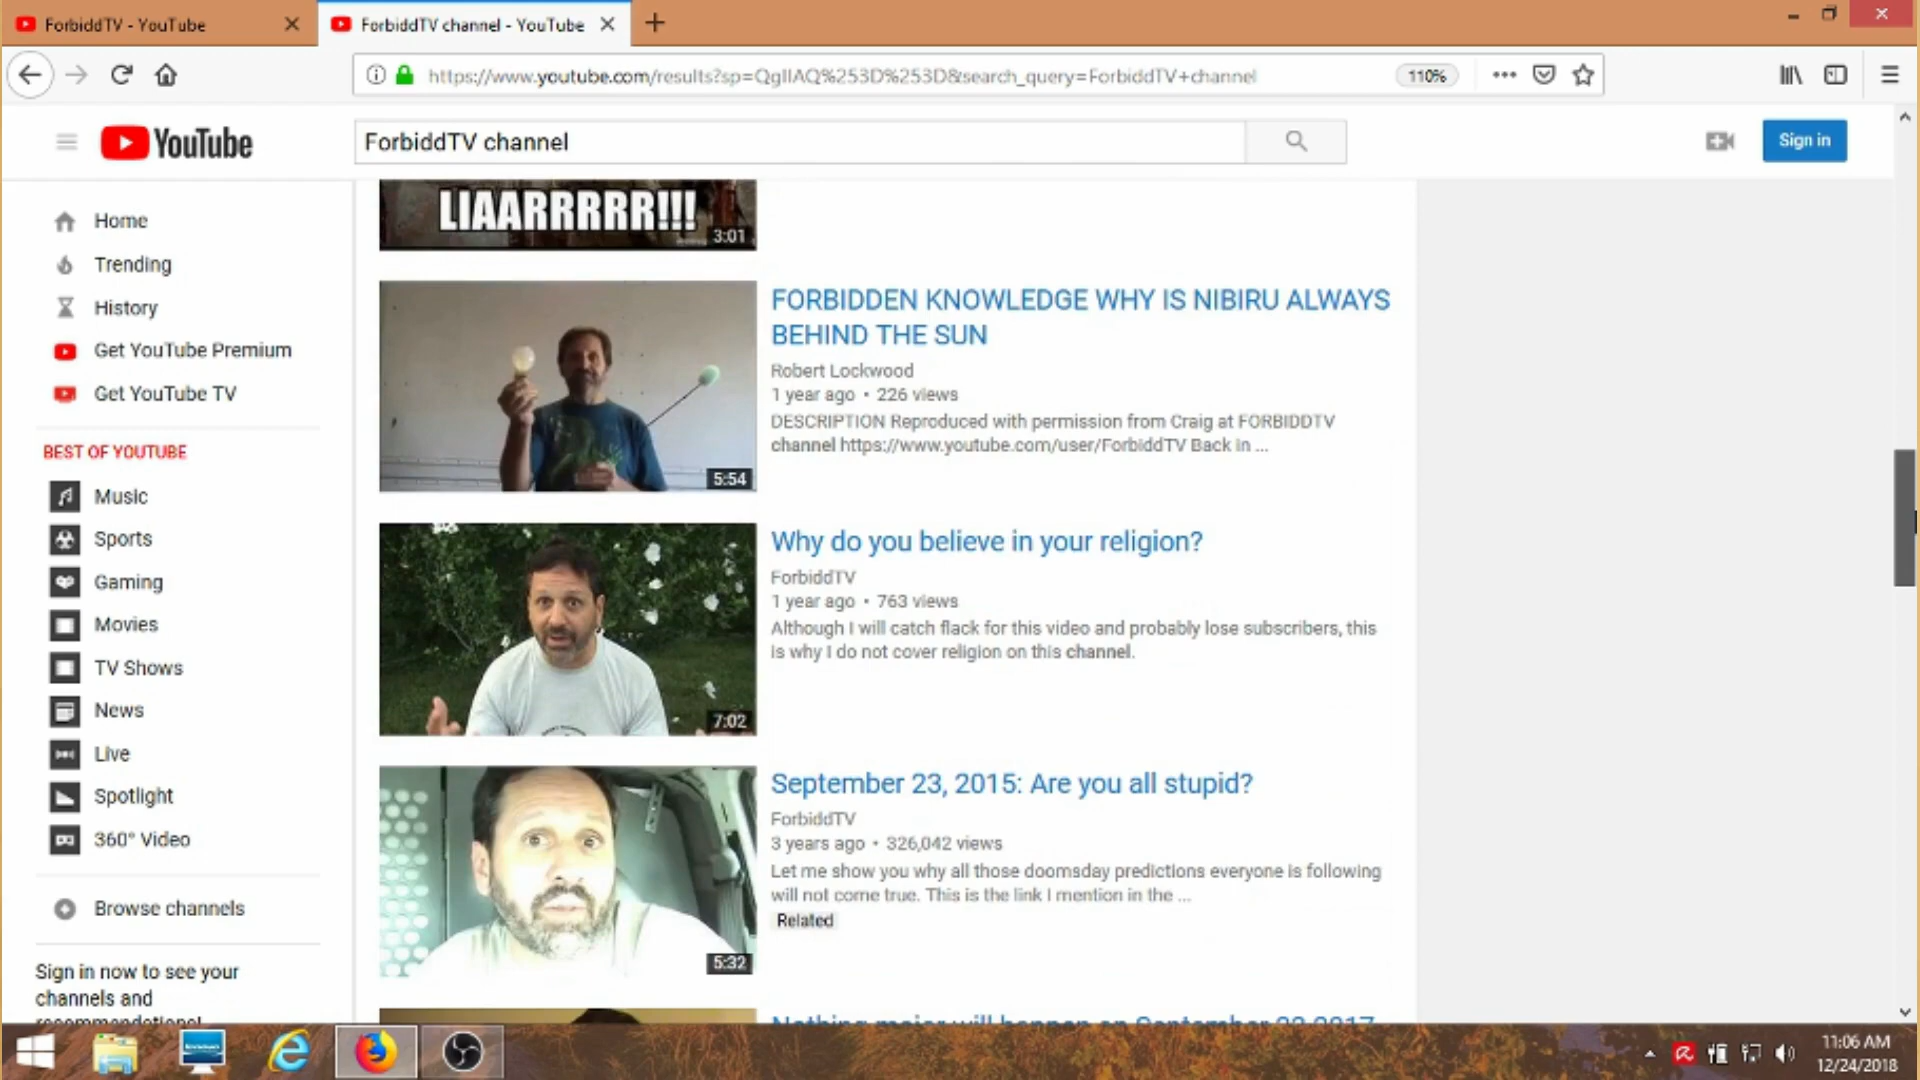 ForbiddTV - YouTube
ForbiddTV channel - YouTube
https://www.youtube.com/results?sp=QgIIAQ%253D%253D&search_query=ForbiddTV+channel
110%
YouTube
ForbiddTV channel
Sign in
Home
Trending
History
Get YouTube Premium
Get YouTube TV
BEST OF YOUTUBE
Music
Sports
Gaming
Movies
TV Shows
News
Live
Spotlight
360° Video
Browse channels
Sign in now to see your
channels and
recommendations!
LIAARRRRR!!!
3:01
FORBIDDEN KNOWLEDGE WHY IS NIBIRU ALWAYS
BEHIND THE SUN
Robert Lockwood
1 year ago • 226 views
DESCRIPTION Reproduced with permission from Craig at FORBIDDTV
channel https://www.youtube.com/user/ForbiddTV Back in ...
5:54
Why do you believe in your religion?
ForbiddTV
1 year ago • 763 views
Although I will catch flack for this video and probably lose subscribers, this
is why I do not cover religion on this channel.
7:02
September 23, 2015: Are you all stupid?
ForbiddTV
3 years ago • 326,042 views
Let me show you why all those doomsday predictions everyone is following
will not come true. This is the link I mention in the ...
Related
5:32
Nothing major will happen on September 23 2017
11:06 AM
12/24/2018